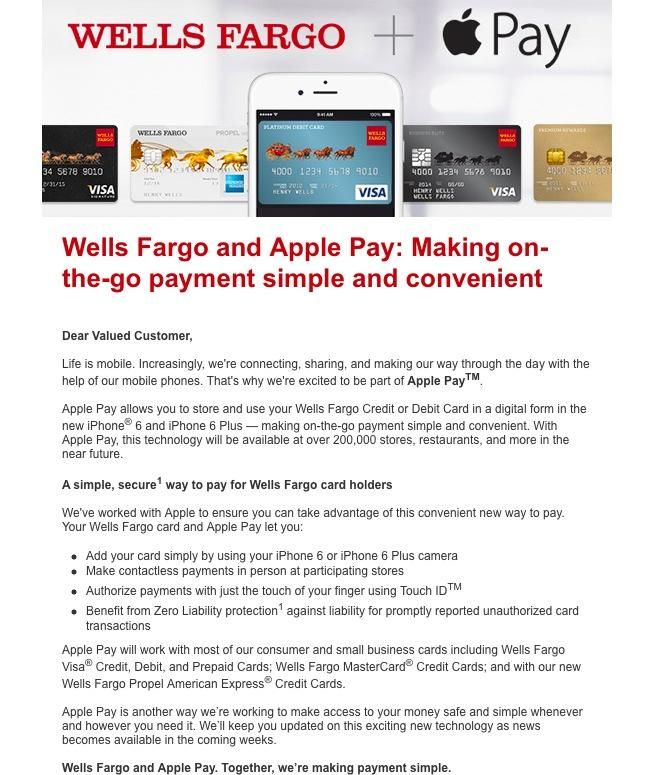 WELLS FARGO + Pay
9:41 AM 100%
PLATINUM DEBIT CARD WELLS FARGO
WELLS FARGO PROPEL
WELLS FARGO
PREMIUM REWARDS
34 5678 9010
4000 1234 5678 9010
4000 1234 5678 9010
4000 123
12/31/15
HENRY WELLS
HENRY WELLS
HENRY WELLS
WELLS FARGO
VISA
SIGNATURE
VISA
VISA
Wells Fargo and Apple Pay: Making on-
the-go payment simple and convenient
Dear Valued Customer,
Life is mobile. Increasingly, we're connecting, sharing, and making our way through the day with the
help of our mobile phones. That's why we're excited to be part of Apple Pay™.
Apple Pay allows you to store and use your Wells Fargo Credit or Debit Card in a digital form in the
new iPhone® 6 and iPhone 6 Plus — making on-the-go payment simple and convenient. With
Apple Pay, this technology will be available at over 200,000 stores, restaurants, and more in the
near future.
A simple, secure¹ way to pay for Wells Fargo card holders
We've worked with Apple to ensure you can take advantage of this convenient new way to pay.
Your Wells Fargo card and Apple Pay let you:
• Add your card simply by using your iPhone 6 or iPhone 6 Plus camera
• Make contactless payments in person at participating stores
• Authorize payments with just the touch of your finger using Touch ID™
• Benefit from Zero Liability protection¹ against liability for promptly reported unauthorized card
transactions
Apple Pay will work with most of our consumer and small business cards including Wells Fargo
Visa® Credit, Debit, and Prepaid Cards; Wells Fargo MasterCard® Credit Cards; and with our new
Wells Fargo Propel American Express® Credit Cards.
Apple Pay is another way we're working to make access to your money safe and simple whenever
and however you need it. We'll keep you updated on this exciting new technology as news
becomes available in the coming weeks.
Wells Fargo and Apple Pay. Together, we're making payment simple.